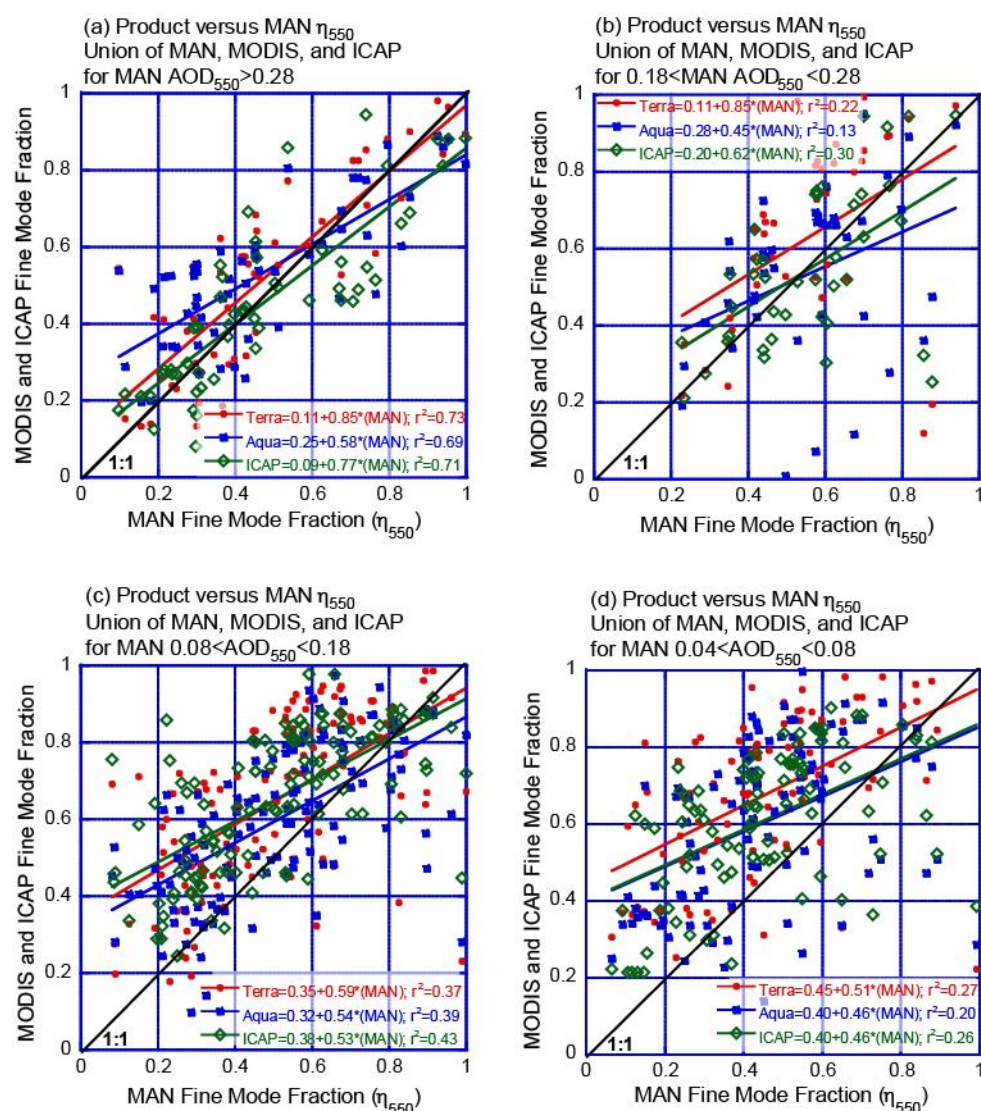 (a) Product versus MAN η550
Union of MAN, MODIS, and ICAP
for MAN AOD550>0.28
1
0.8
0.6
0.4
0.2
0
MODIS and ICAP Fine Mode Fraction
Terra=0.11+0.85*(MAN); r²=0.73
Aqua=0.25+0.58*(MAN); r²=0.69
ICAP=0.09+0.77*(MAN); r²=0.71
1:1
0 0.2 0.4 0.6 0.8 1
MAN Fine Mode Fraction (η550)
(b) Product versus MAN η550
Union of MAN, MODIS, and ICAP
for 0.18<MAN AOD550<0.28
1
0.8
0.6
0.4
0.2
0
MODIS and ICAP Fine Mode Fraction
Terra=0.11+0.85*(MAN); r²=0.22
Aqua=0.28+0.45*(MAN); r²=0.13
ICAP=0.20+0.62*(MAN); r²=0.30
1:1
0 0.2 0.4 0.6 0.8 1
MAN Fine Mode Fraction (η550)
(c) Product versus MAN η550
Union of MAN, MODIS, and ICAP
for MAN 0.08<AOD550<0.18
1
0.8
0.6
0.4
0.2
0
MODIS and ICAP Fine Mode Fraction
Terra=0.35+0.59*(MAN); r²=0.37
Aqua=0.32+0.54*(MAN); r²=0.39
ICAP=0.38+0.53*(MAN); r²=0.43
1:1
0 0.2 0.4 0.6 0.8 1
MAN Fine Mode Fraction (η550)
(d) Product versus MAN η550
Union of MAN, MODIS, and ICAP
for MAN 0.04<AOD550<0.08
1
0.8
0.6
0.4
0.2
0
MODIS and ICAP Fine Mode Fraction
Terra=0.45+0.51*(MAN); r²=0.27
Aqua=0.40+0.46*(MAN); r²=0.20
ICAP=0.40+0.46*(MAN); r²=0.26
1:1
0 0.2 0.4 0.6 0.8 1
MAN Fine Mode Fraction (η550)